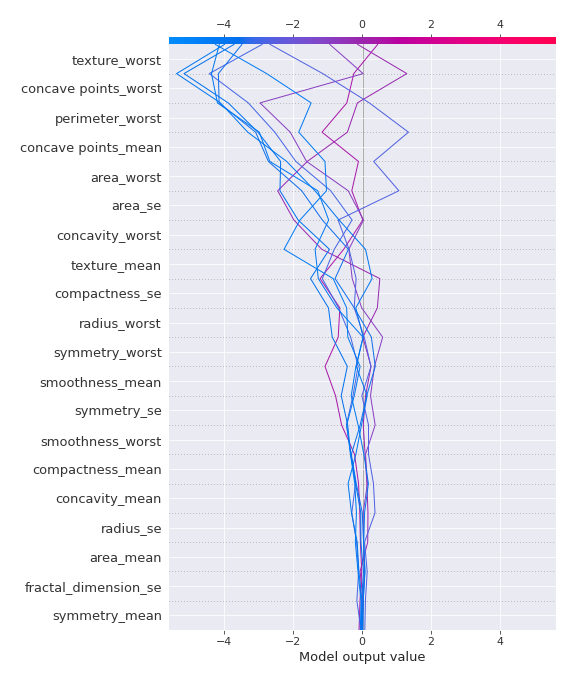 −4 −2 0 2 4
texture_worst
concave points_worst
perimeter_worst
concave points_mean
area_worst
area_se
concavity_worst
texture_mean
compactness_se
radius_worst
symmetry_worst
smoothness_mean
symmetry_se
smoothness_worst
compactness_mean
concavity_mean
radius_se
area_mean
fractal_dimension_se
symmetry_mean
−4 −2 0 2 4
Model output value